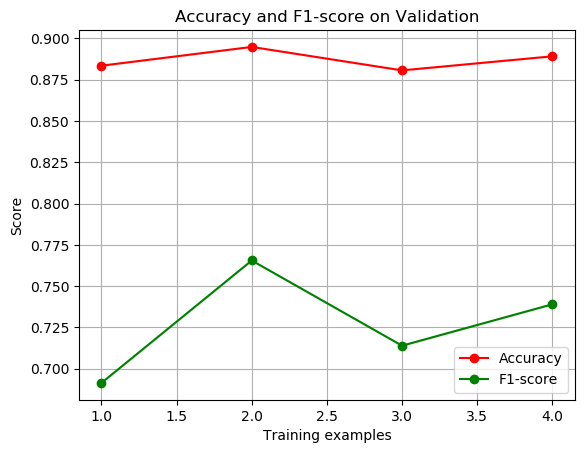 Accuracy and F1-score on Validation
Score
0.900
0.875
0.850
0.825
0.800
0.775
0.750
0.725
0.700
Accuracy
F1-score
1.0 1.5 2.0 2.5 3.0 3.5 4.0
Training examples